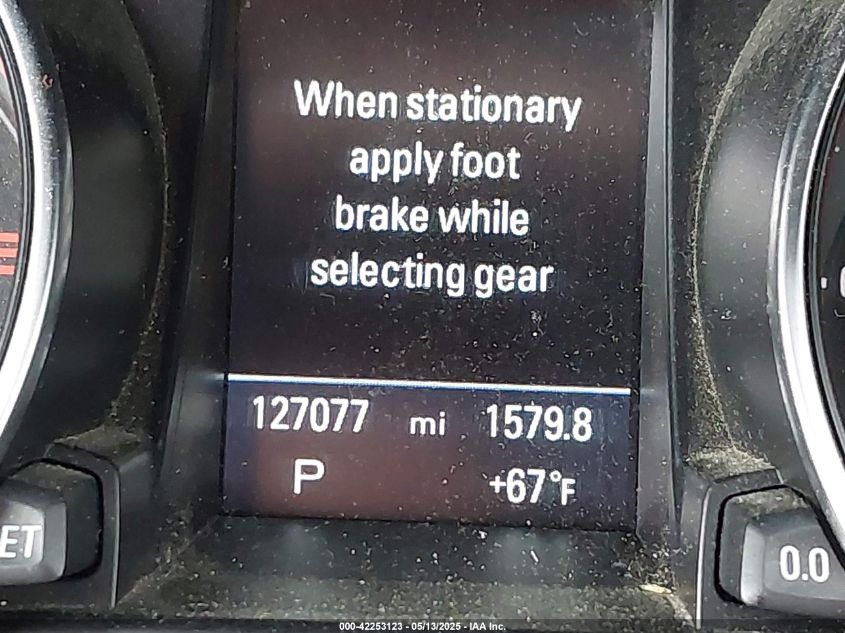 When stationary
apply foot
brake while
selecting gear
127077 mi 1579.8
P +67°F
ET
0.0
000-42253123 - 05/13/2025 - IAA Inc.